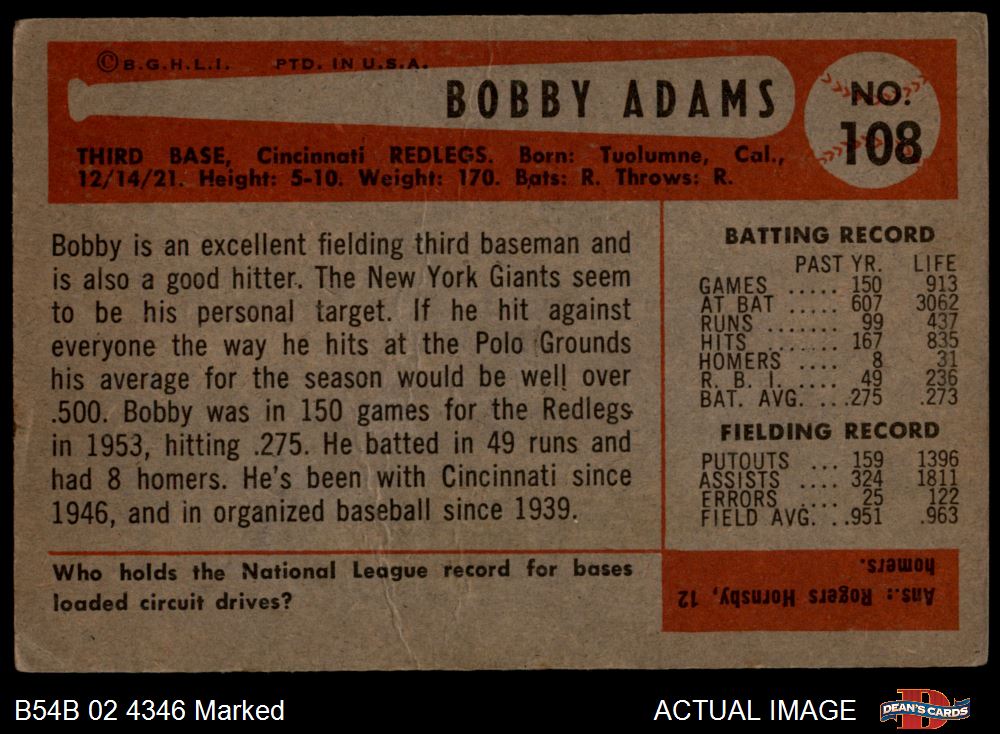 © B.G.H.L.I. PTD. IN U.S.A.
BOBBY ADAMS
NO.
108
THIRD BASE, Cincinnati REDLEGS. Born: Tuolumne, Cal.,
12/14/21. Height: 5-10. Weight: 170. Bats: R. Throws: R.
Bobby is an excellent fielding third baseman and
is also a good hitter. The New York Giants seem
to be his personal target. If he hit against
everyone the way he hits at the Polo Grounds
his average for the season would be well over
.500. Bobby was in 150 games for the Redlegs
in 1953, hitting .275. He batted in 49 runs and
had 8 homers. He's been with Cincinnati since
1946, and in organized baseball since 1939.
BATTING RECORD
PAST YR. LIFE
GAMES ..... 150 913
AT BAT ..... 607 3062
RUNS ....... 99 437
HITS ....... 167 835
HOMERS ..... 8 31
R. B. I. .... 49 236
BAT. AVG. ...275 .273
FIELDING RECORD
PUTOUTS ... 159 1396
ASSISTS .... 324 1811
ERRORS .... 25 122
FIELD AVG. ..951 .963
Who holds the National League record for bases
loaded circuit drives?
Ans.: Rogers Hornsby, 12
homers.
B54B 02 4346 Marked
ACTUAL IMAGE
DEAN'S CARDS